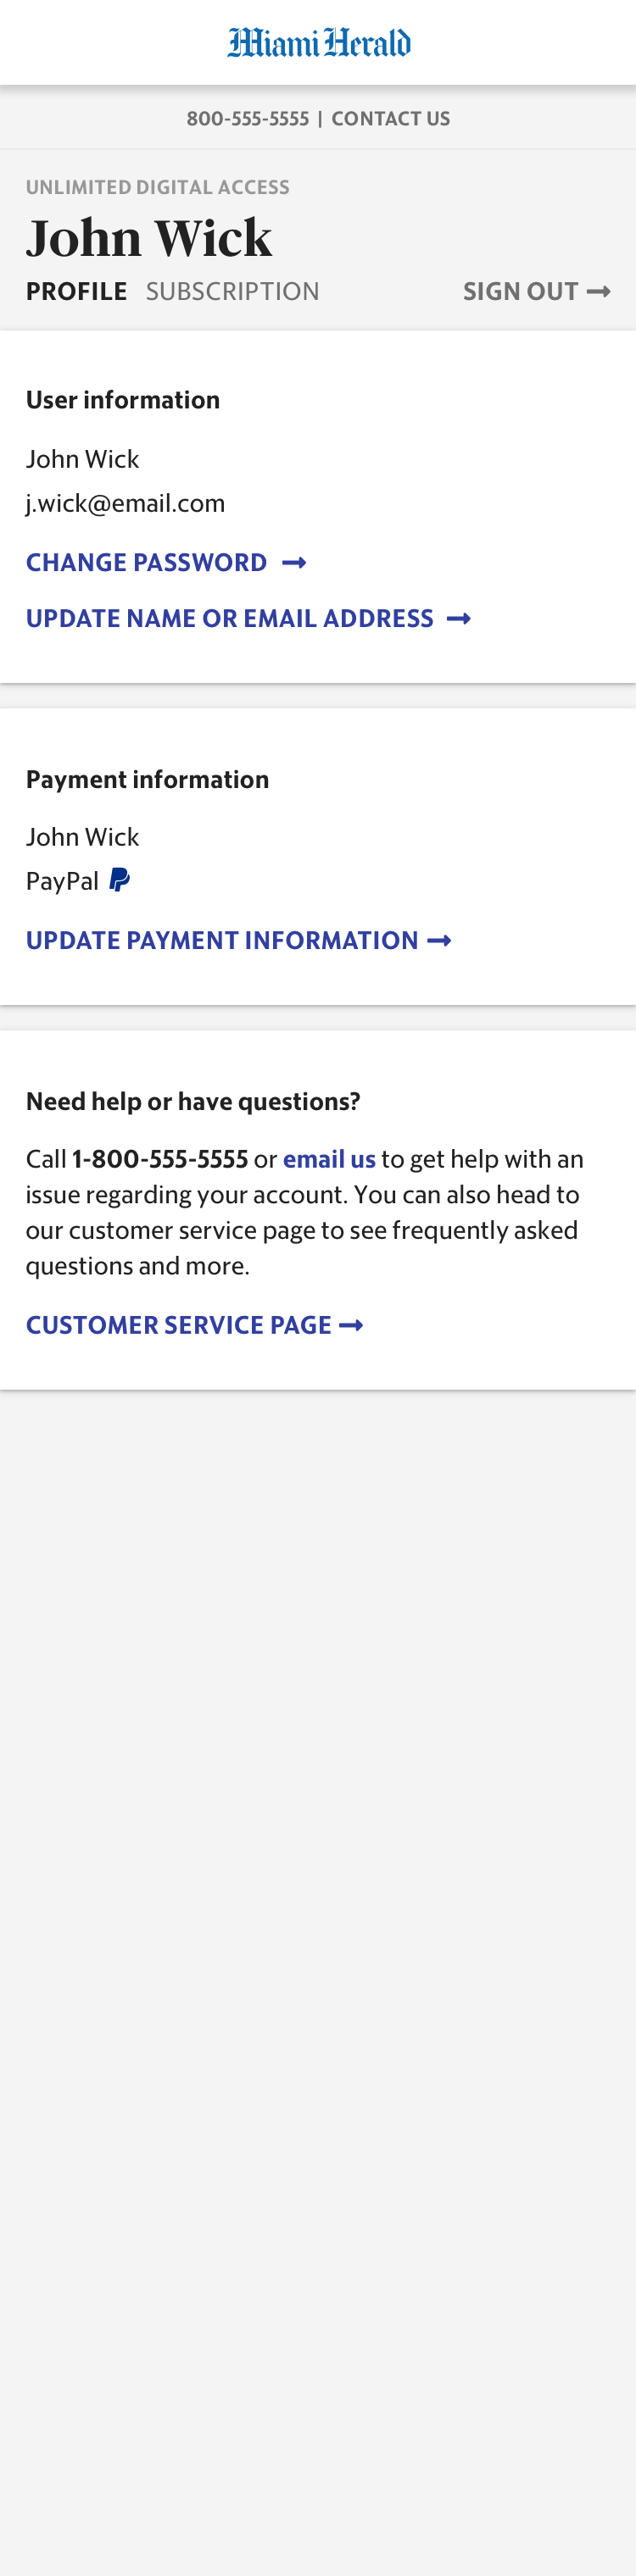 Miami Herald
800-555-5555 | CONTACT US
UNLIMITED DIGITAL ACCESS
John Wick
PROFILE SUBSCRIPTION SIGN OUT
User information
John Wick
j.wick@email.com
CHANGE PASSWORD
UPDATE NAME OR EMAIL ADDRESS
Payment information
John Wick
PayPal
UPDATE PAYMENT INFORMATION
Need help or have questions?
Call 1-800-555-5555 or email us to get help with an
issue regarding your account. You can also head to
our customer service page to see frequently asked
questions and more.
CUSTOMER SERVICE PAGE